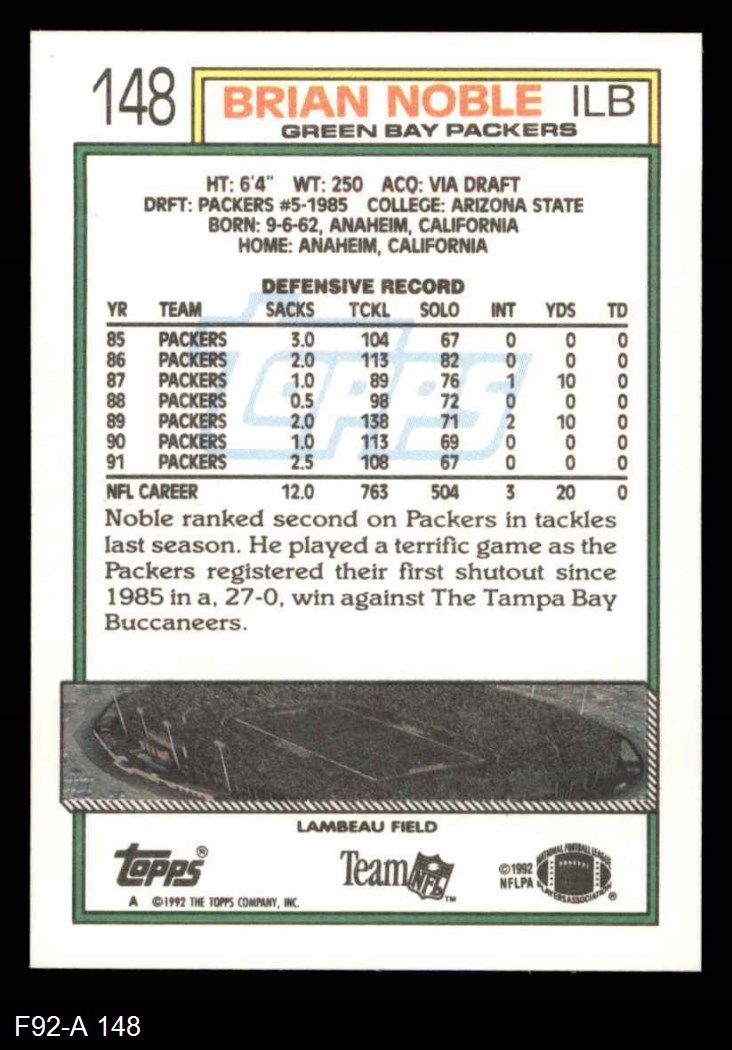 148 BRIAN NOBLE ILB
GREEN BAY PACKERS
HT: 6'4" WT: 250 ACQ: VIA DRAFT
DRFT: PACKERS #5-1985 COLLEGE: ARIZONA STATE
BORN: 9-6-62, ANAHEIM, CALIFORNIA
HOME: ANAHEIM, CALIFORNIA
DEFENSIVE RECORD
YR TEAM SACKS TCKL SOLO INT YDS TD
85 PACKERS 3.0 104 67 0 0 0
86 PACKERS 2.0 113 82 0 0 0
87 PACKERS 1.0 89 76 1 10 0
88 PACKERS 0.5 98 72 0 0 0
89 PACKERS 2.0 138 71 2 10 0
90 PACKERS 1.0 113 69 0 0 0
91 PACKERS 2.5 108 67 0 0 0
NFL CAREER 12.0 763 504 3 20 0
Topps
Noble ranked second on Packers in tackles
last season. He played a terrific game as the
Packers registered their first shutout since
1985 in a, 27-0, win against The Tampa Bay
Buccaneers.
LAMBEAU FIELD
Topps®
A ©1992 THE TOPPS COMPANY, INC.
Team NFL™
©1992
NFLPA
NATIONAL FOOTBALL LEAGUE
PLAYERS ASSOCIATION ®
F92-A 148